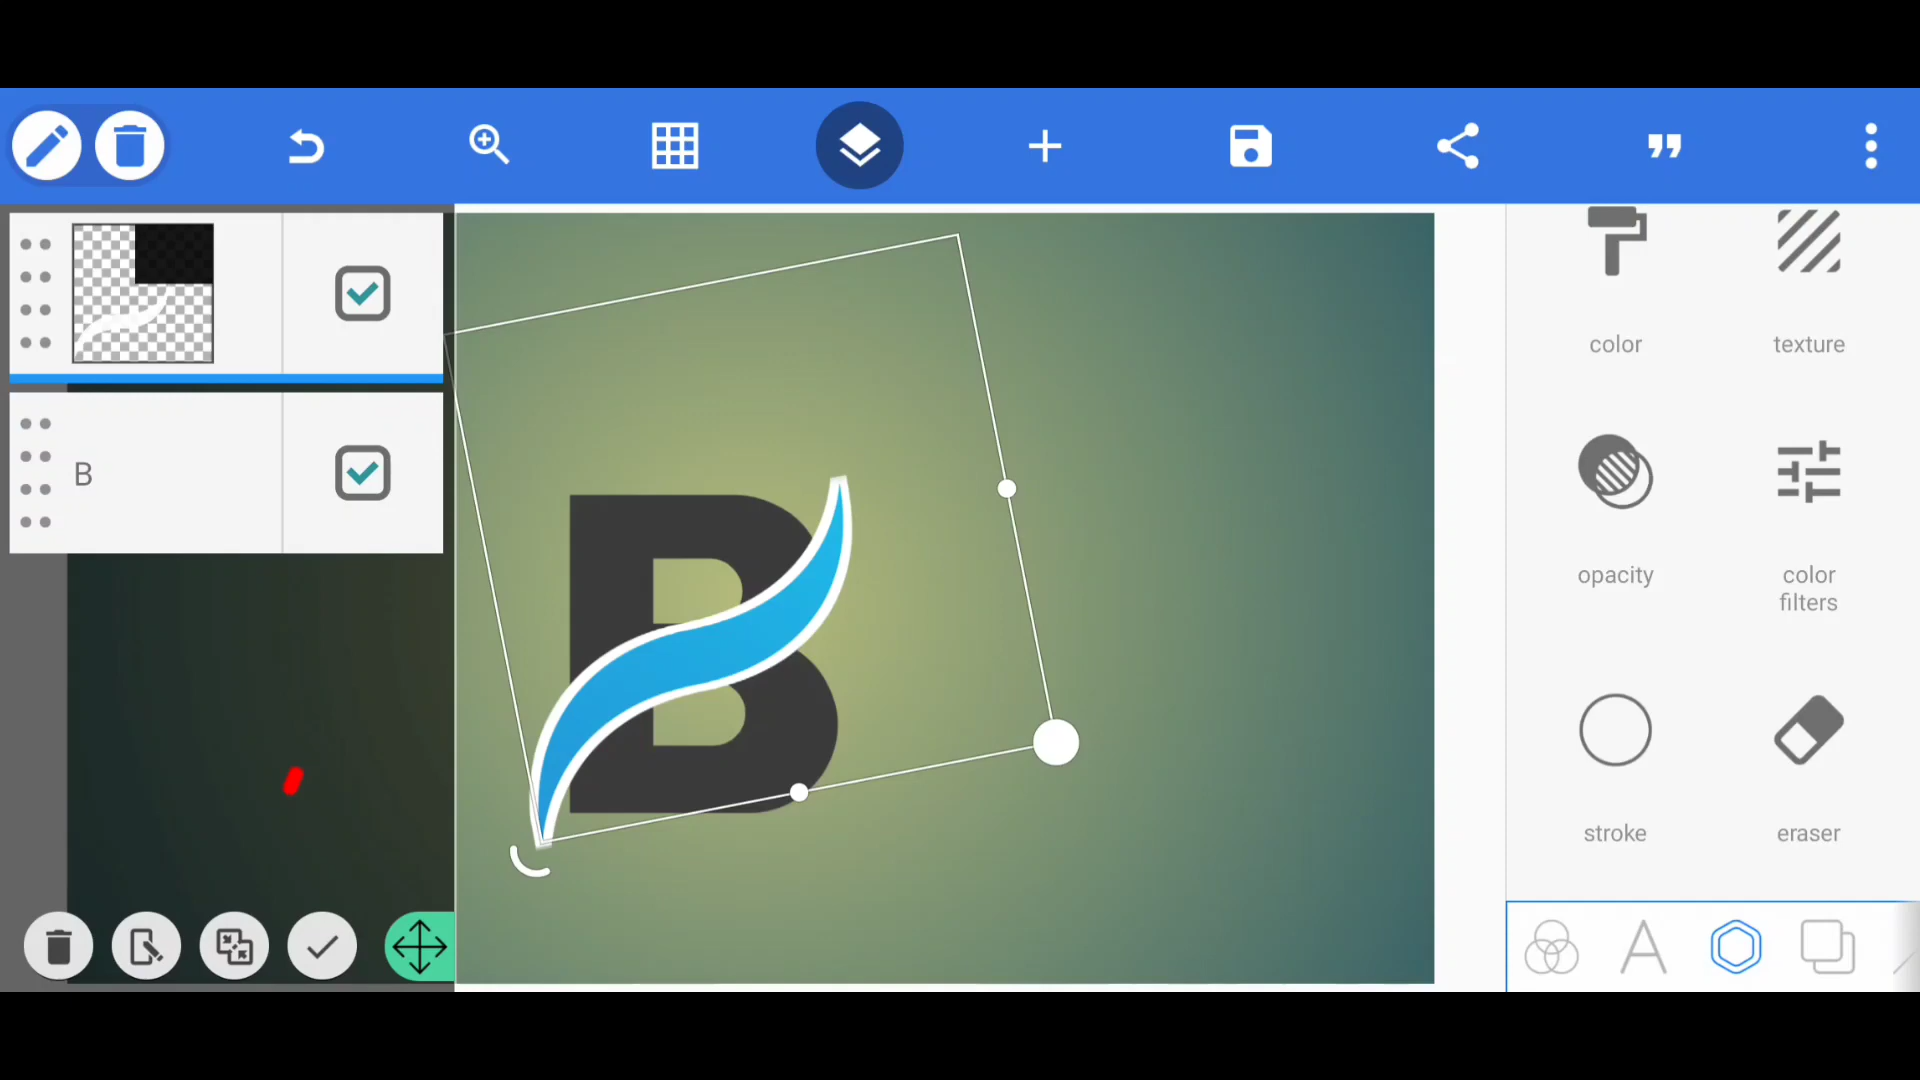 B
B
color
texture
opacity
color
filters
stroke
eraser
A